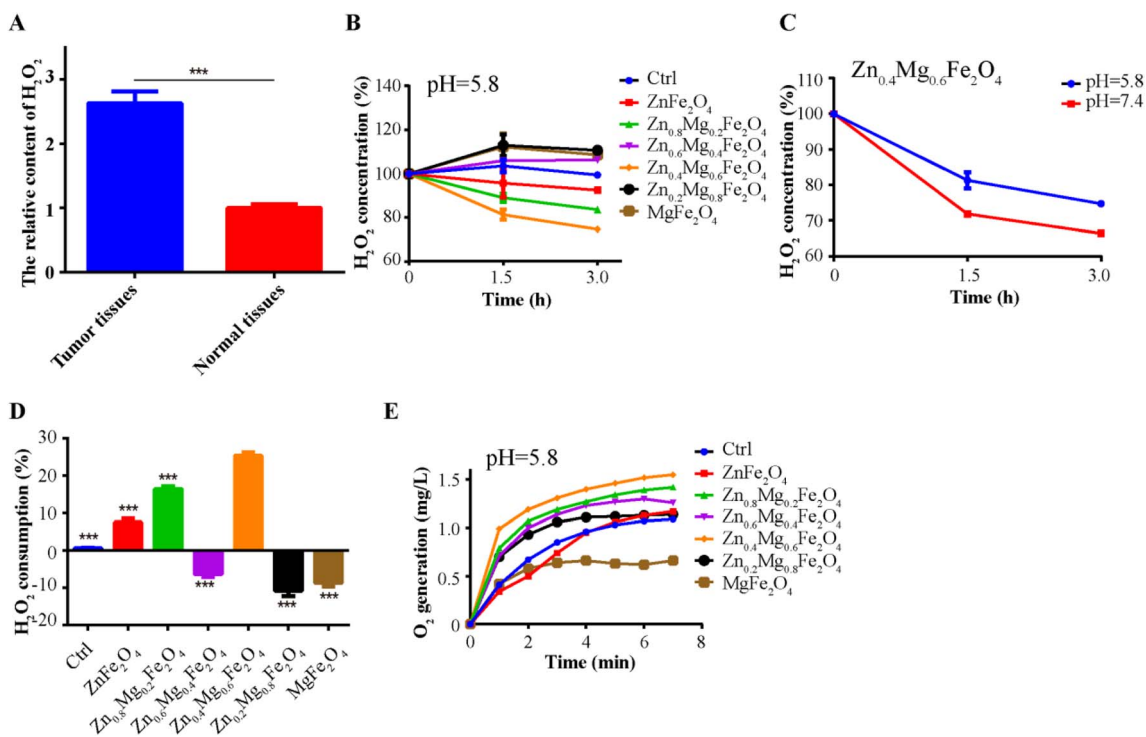 A
The relative content of H2O2
3
2
1
0
***
Tumor tissues
Normal tissues
B
H2O2 concentration (%)
140
120
100
80
60
pH=5.8
0
1.5
3.0
Time (h)
Ctrl
ZnFe2O4
Zn0.8Mg0.2Fe2O4
Zn0.6Mg0.4Fe2O4
Zn0.4Mg0.6Fe2O4
Zn0.2Mg0.8Fe2O4
MgFe2O4
C
H2O2 concentration (%)
110
100
90
80
70
60
Zn0.4Mg0.6Fe2O4
pH=5.8
pH=7.4
0
1.5
3.0
Time (h)
D
H2O2 consumption (%)
30
20
10
0
-10
-20
***
***
***
***
***
***
Ctrl
ZnFe2O4
Zn0.8Mg0.2Fe2O4
Zn0.6Mg0.4Fe2O4
Zn0.4Mg0.6Fe2O4
Zn0.2Mg0.8Fe2O4
MgFe2O4
E
O2 generation (mg/L)
1.5
1.0
0.5
0
pH=5.8
0
2
4
6
8
Time (min)
Ctrl
ZnFe2O4
Zn0.8Mg0.2Fe2O4
Zn0.6Mg0.4Fe2O4
Zn0.4Mg0.6Fe2O4
Zn0.2Mg0.8Fe2O4
MgFe2O4